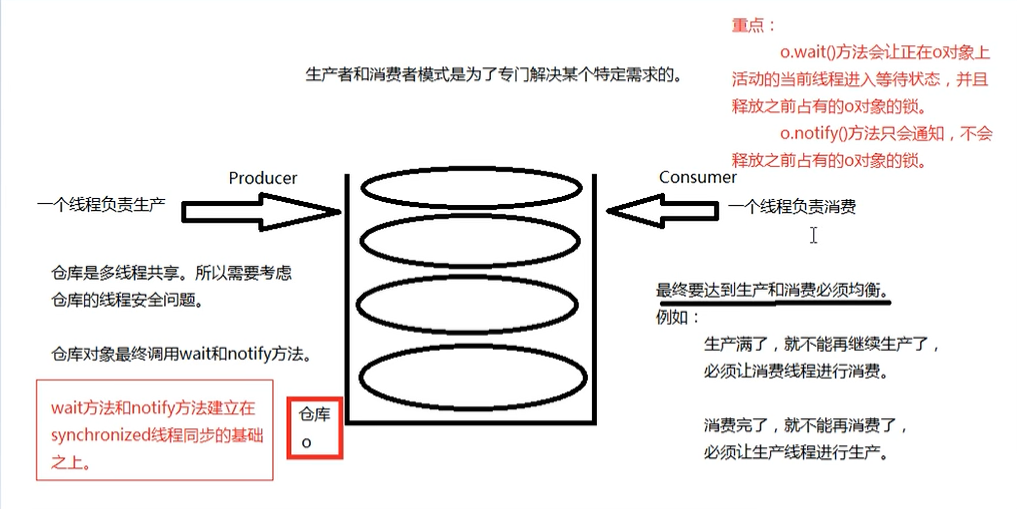 生产者和消费者模式是为了专门解决某个特定需求的。
重点：
o.wait()方法会让正在o对象上
活动的当前线程进入等待状态，并且
释放之前占有的o对象的锁。
o.notify()方法只会通知，不会
释放之前占有的o对象的锁。
Producer
一个线程负责生产
Consumer
一个线程负责消费
仓库是多线程共享。所以需要考虑
仓库的线程安全问题。
仓库对象最终调用wait和notify方法。
wait方法和notify方法建立在
synchronized线程同步的基础
之上。
仓库
o
最终要达到生产和消费必须均衡。
例如：
生产满了，就不能再继续生产了，
必须让消费线程进行消费。
消费完了，就不能再消费了，
必须让生产线程进行生产。